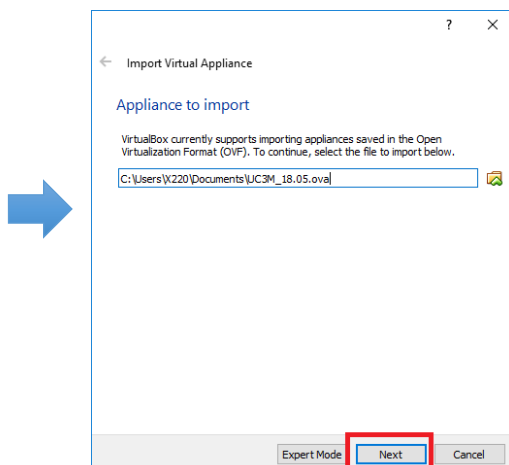 ?
Import Virtual Appliance
Appliance to import
VirtualBox currently supports importing appliances saved in the Open
Virtualization Format (OVF). To continue, select the file to import below.
C:\Users\X220\Documents\UC3M_18.05.ova
Expert Mode Next Cancel